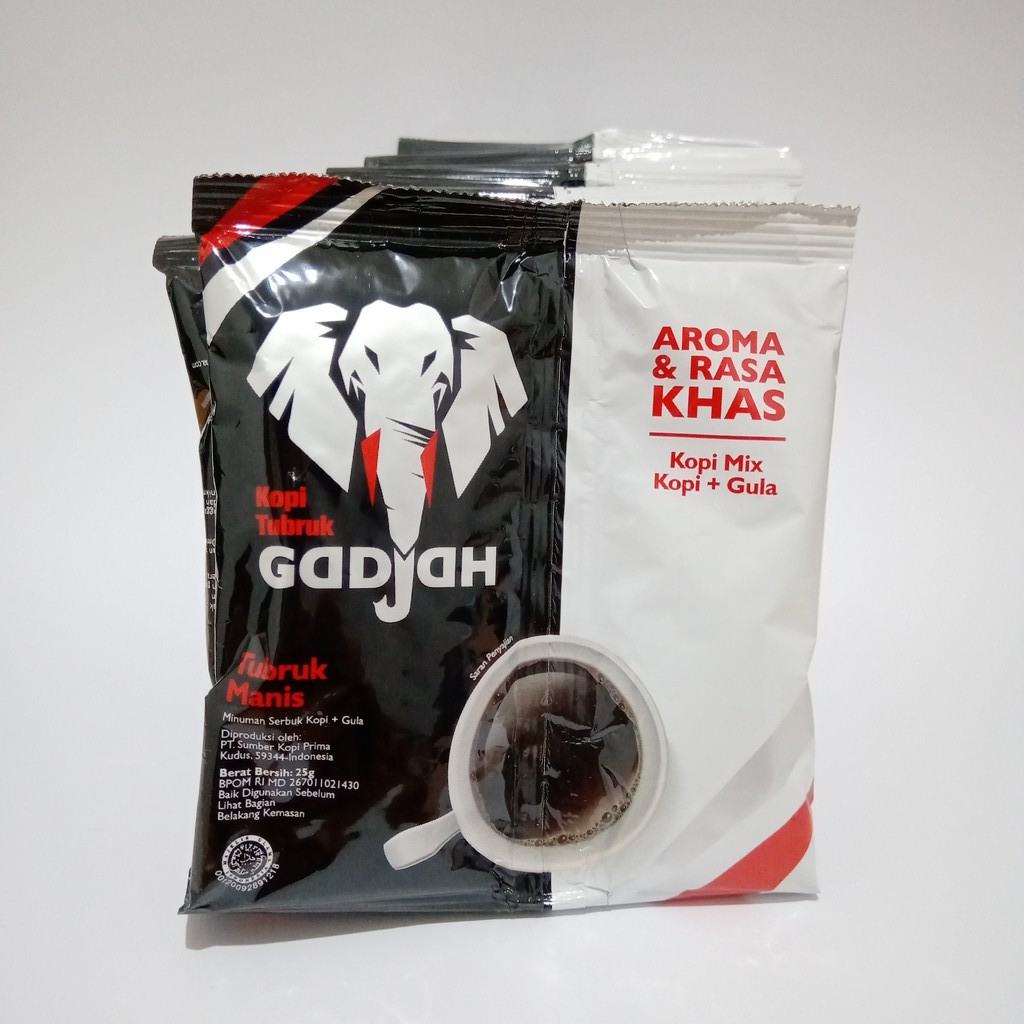 AROMA
& RASA
KHAS
Kopi Mix
Kopi + Gula
Kopi
Tubruk
GADJAH
Saran Penyajian
Tubruk
Manis
Minuman Serbuk Kopi + Gula
Diproduksi oleh:
PT. Sumber Kopi Prima
Kudus, 59344-Indonesia
Berat Bersih: 25g
BPOM RI MD 267011021430
Baik Digunakan Sebelum
Lihat Bagian
Belakang Kemasan
00120092891218